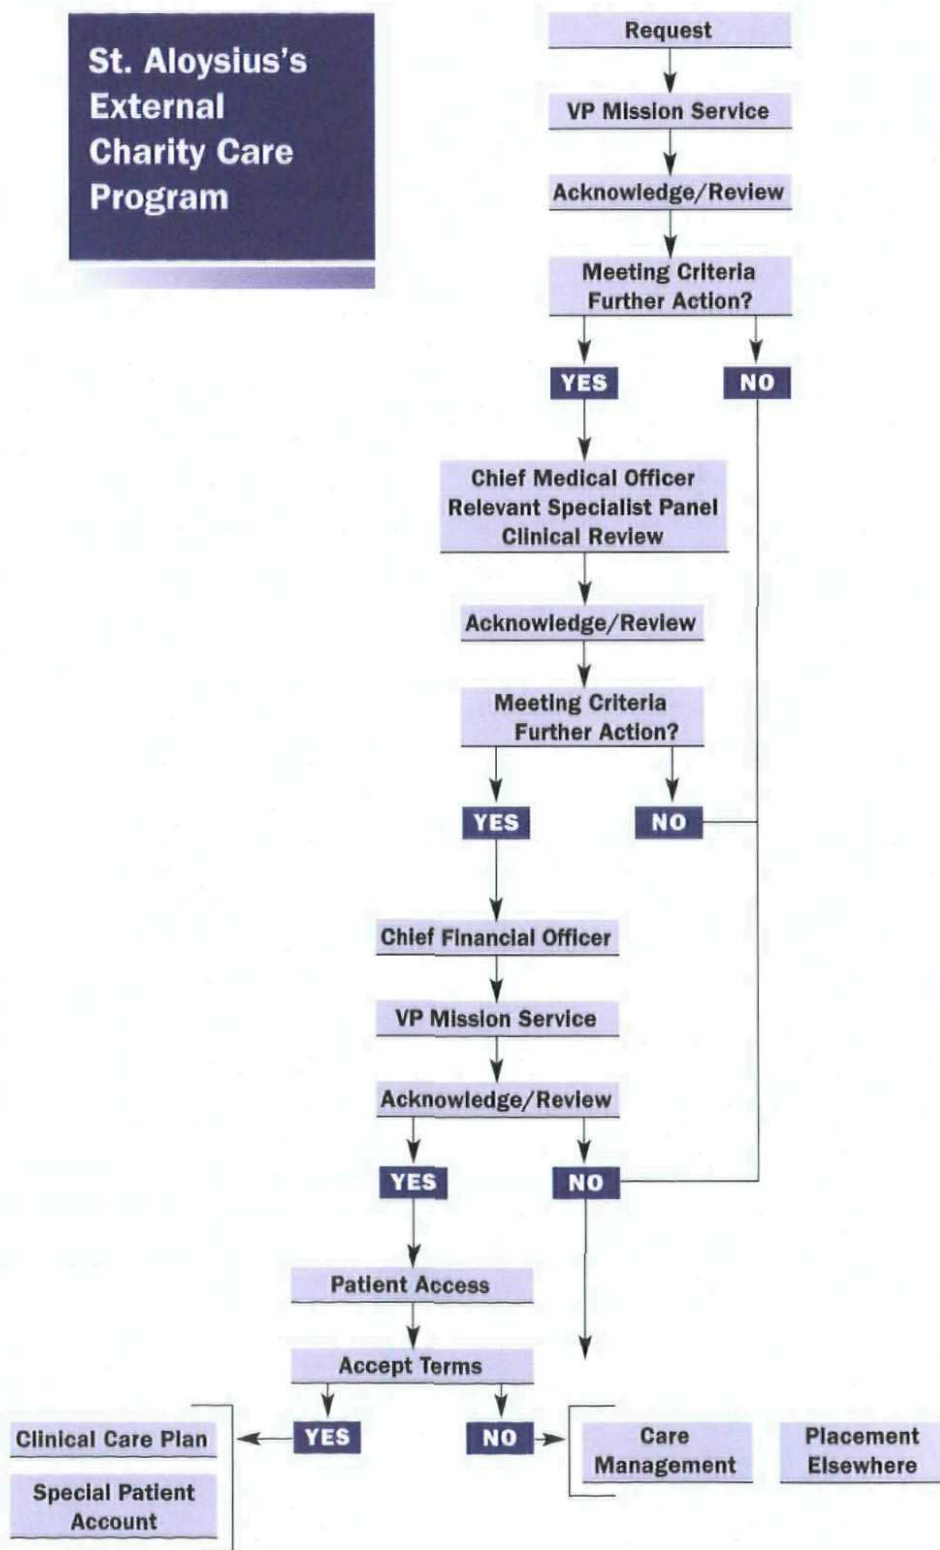 St. Aloysius's
External
Charity Care
Program
Request
VP Mission Service
Acknowledge/Review
Meeting Criteria
Further Action?
YES
NO
Chief Medical Officer
Relevant Specialist Panel
Clinical Review
Acknowledge/Review
Meeting Criteria
Further Action?
YES
NO
Chief Financial Officer
VP Mission Service
Acknowledge/Review
YES
NO
Patient Access
Accept Terms
YES
NO
Clinical Care Plan
Special Patient
Account
Care
Management
Placement
Elsewhere